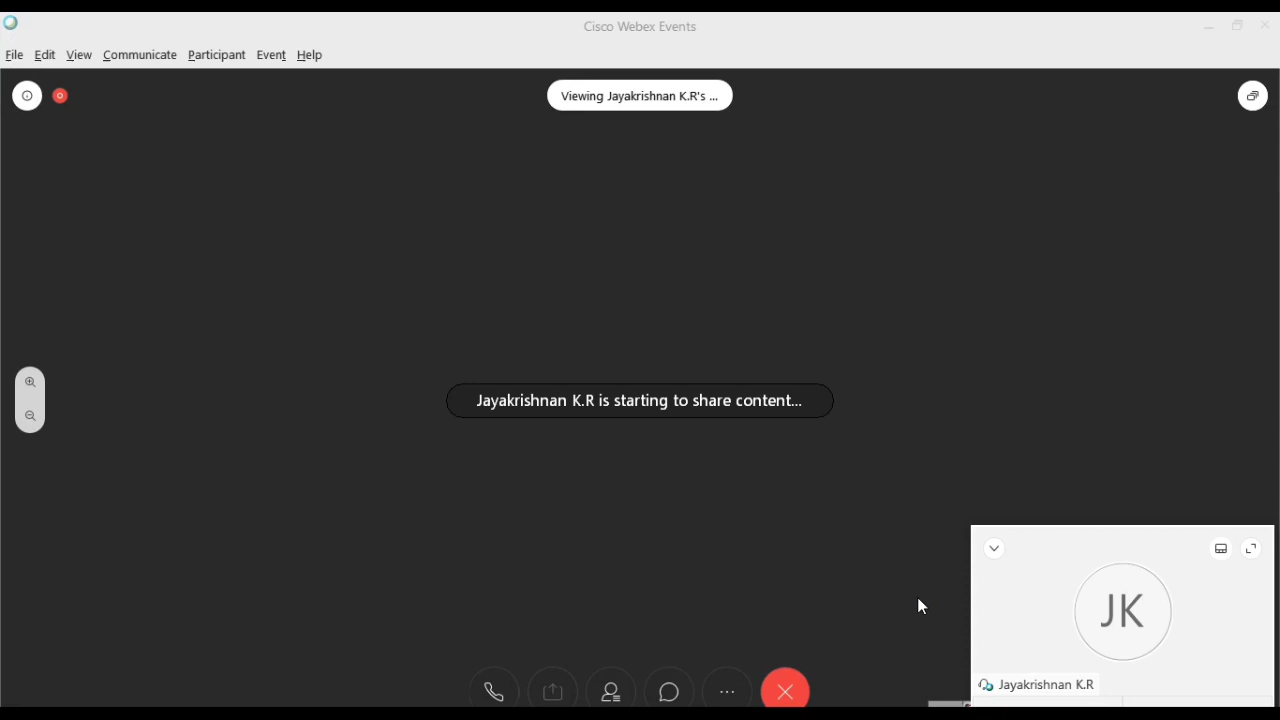 Cisco Webex Events
File Edit View Communicate Participant Event Help
Viewing Jayakrishnan K.R's ...
Jayakrishnan K.R is starting to share content...
JK
Jayakrishnan K.R